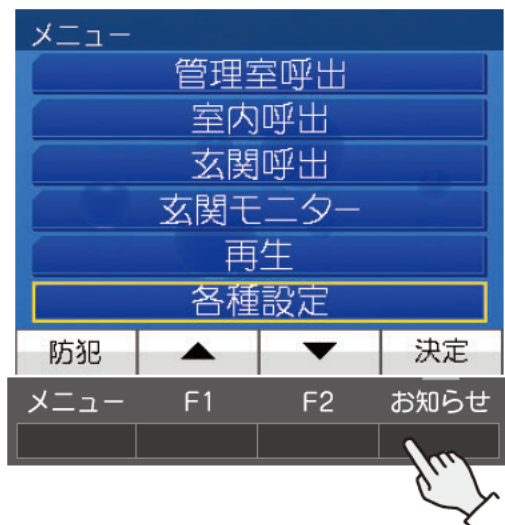 メニュー
管理室呼出
室内呼出
玄関呼出
玄関モニター
再生
各種設定
防犯 ▲ ▼ 決定
メニュー F1 F2 お知らせ